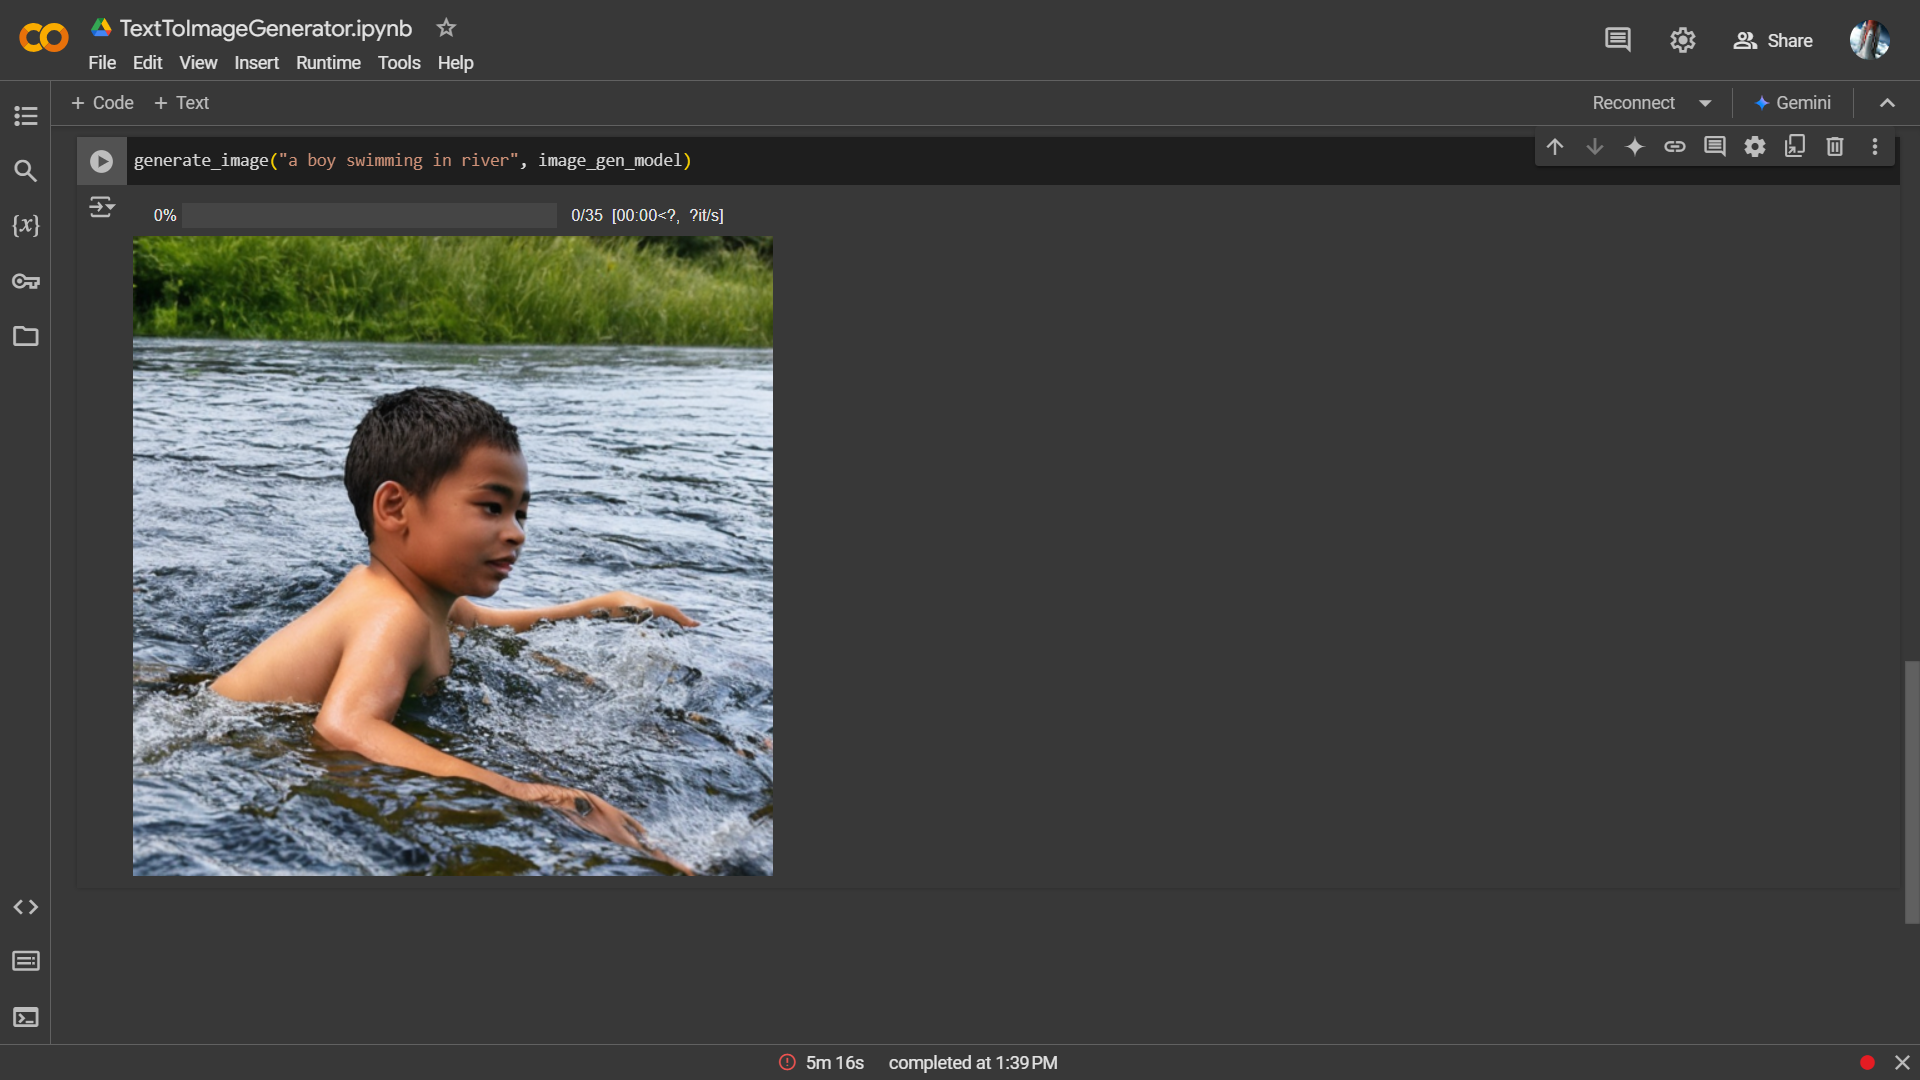 TextToImageGenerator.ipynb
File Edit View Insert Runtime Tools Help
Share
+ Code + Text
Reconnect
Gemini
generate_image("a boy swimming in river", image_gen_model)
{x}
0% 0/35 [00:00<?, ?it/s]
5m 16s completed at 1:39 PM